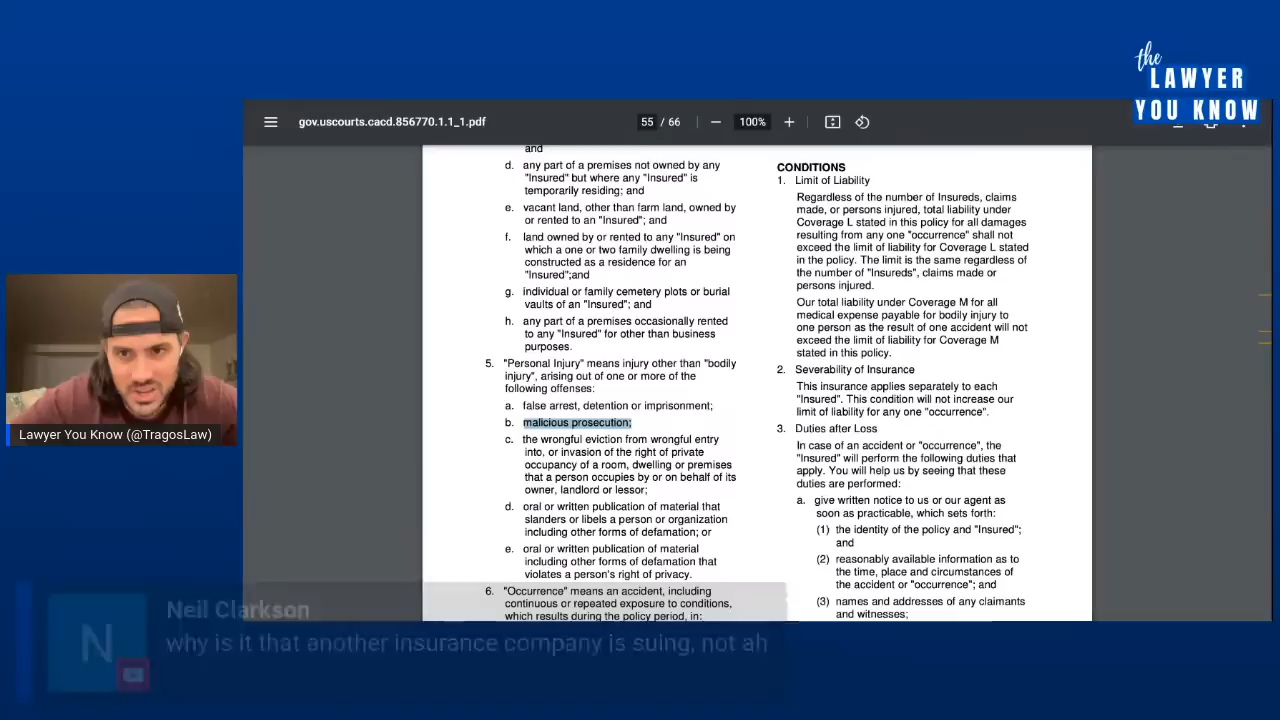 the
LAWYER
YOU KNOW
gov.uscourts.cacd.856770.1.1_1.pdf
55 / 66
100%
and
d. any part of a premises not owned by any
"Insured" but where any "Insured" is
temporarily residing; and
e. vacant land, other than farm land, owned by
or rented to an "Insured"; and
f. land owned by or rented to any "Insured" on
which a one or two family dwelling is being
constructed as a residence for an
"Insured";and
g. individual or family cemetery plots or burial
vaults of an "Insured"; and
h. any part of a premises occasionally rented
to any "Insured" for other than business
purposes.
5. "Personal Injury" means injury other than "bodily
injury", arising out of one or more of the
following offenses:
a. false arrest, detention or imprisonment;
b. malicious prosecution;
c. the wrongful eviction from wrongful entry
into, or invasion of the right of private
occupancy of a room, dwelling or premises
that a person occupies by or on behalf of its
owner, landlord or lessor;
d. oral or written publication of material that
slanders or libels a person or organization
including other forms of defamation; or
e. oral or written publication of material
including other forms of defamation that
violates a person's right of privacy.
6. "Occurrence" means an accident, including
continuous or repeated exposure to conditions,
which results during the policy period, in:
CONDITIONS
1. Limit of Liability
Regardless of the number of Insureds, claims
made, or persons injured, total liability under
Coverage L stated in this policy for all damages
resulting from any one "occurrence" shall not
exceed the limit of liability for Coverage L stated
in the policy. The limit is the same regardless of
the number of "Insureds", claims made or
persons injured.
Our total liability under Coverage M for all
medical expense payable for bodily injury to
one person as the result of one accident will not
exceed the limit of liability for Coverage M
stated in this policy.
2. Severability of Insurance
This insurance applies separately to each
"Insured". This condition will not increase our
limit of liability for any one "occurrence".
3. Duties after Loss
In case of an accident or "occurrence", the
"Insured" will perform the following duties that
apply. You will help us by seeing that these
duties are performed:
a. give written notice to us or our agent as
soon as practicable, which sets forth:
(1) the identity of the policy and "Insured";
and
(2) reasonably available information as to
the time, place and circumstances of
the accident or "occurrence"; and
(3) names and addresses of any claimants
and witnesses;
Lawyer You Know (@TragosLaw)
N
Neil Clarkson
why is it that another insurance company is suing, not ah